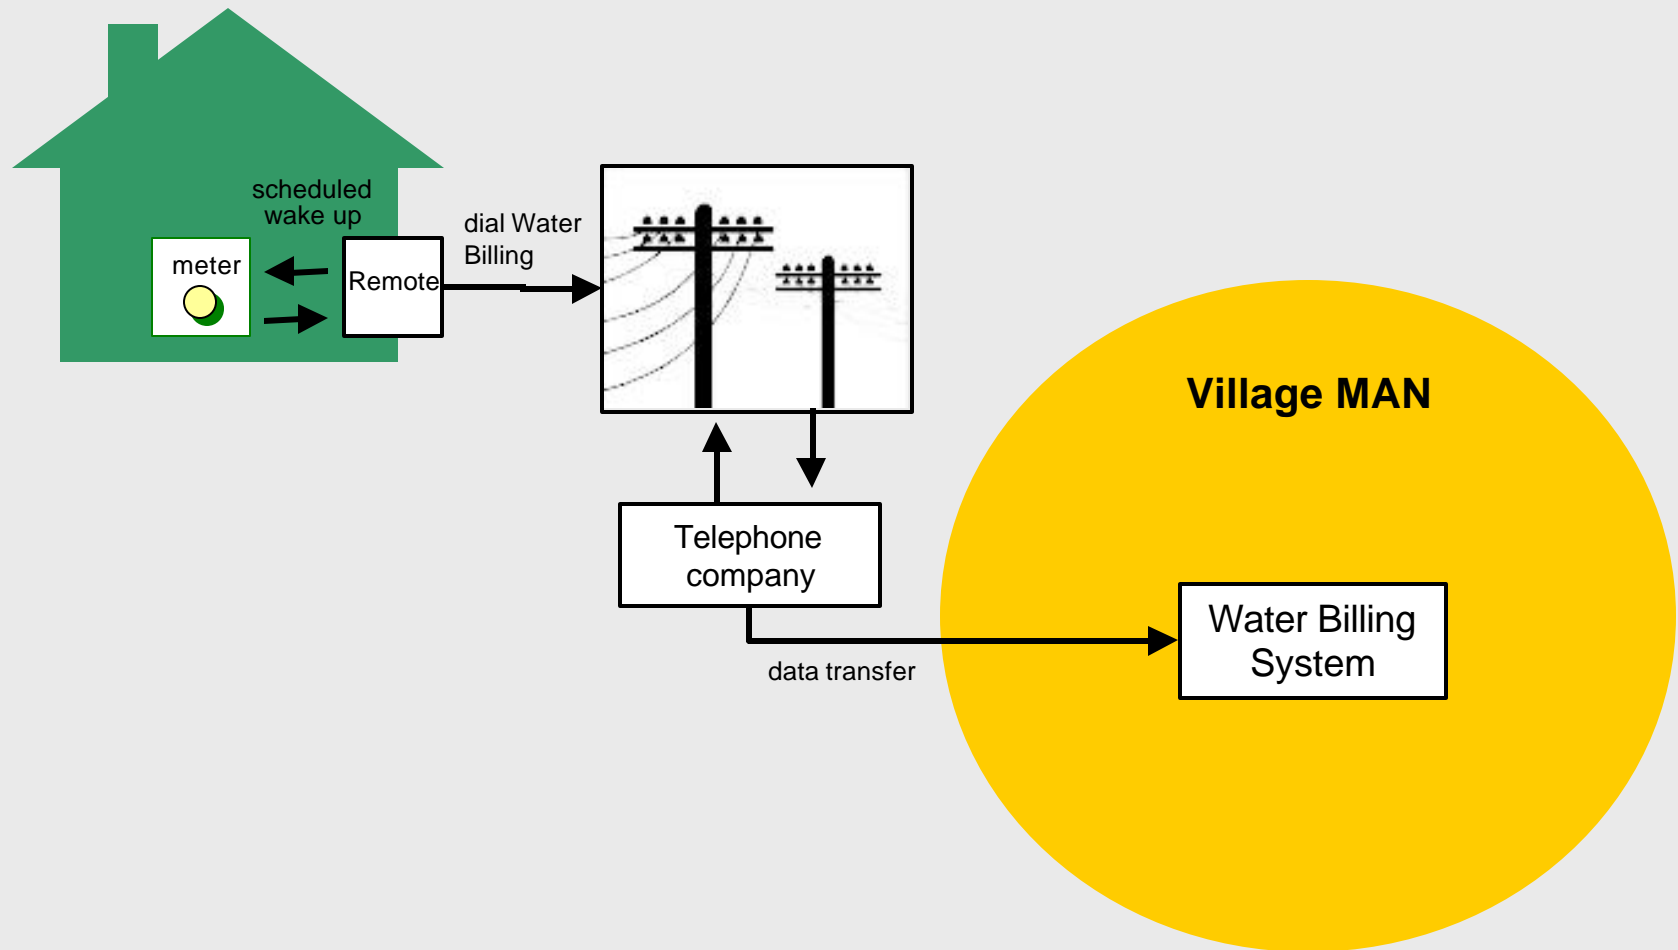 scheduled
wake up
meter
Remote
dial Water
Billing
Village MAN
Telephone
company
data transfer
Water Billing
System